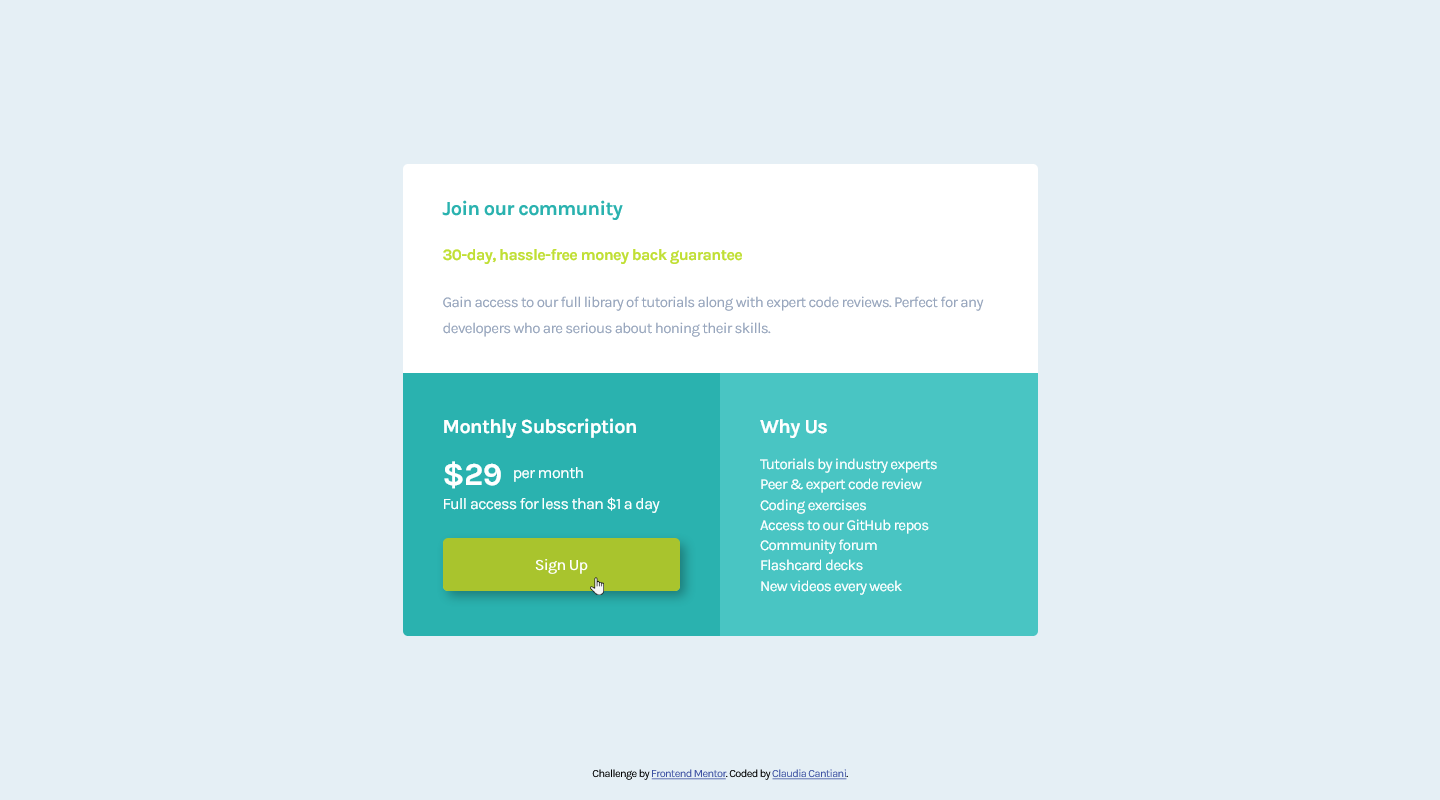 Join our community
30-day, hassle-free money back guarantee
Gain access to our full library of tutorials along with expert code reviews. Perfect for any
developers who are serious about honing their skills.
Monthly Subscription
$29 per month
Full access for less than $1 a day
Sign Up
Why Us
Tutorials by industry experts
Peer & expert code review
Coding exercises
Access to our GitHub repos
Community forum
Flashcard decks
New videos every week
Challenge by Frontend Mentor. Coded by Claudia Cantiani.